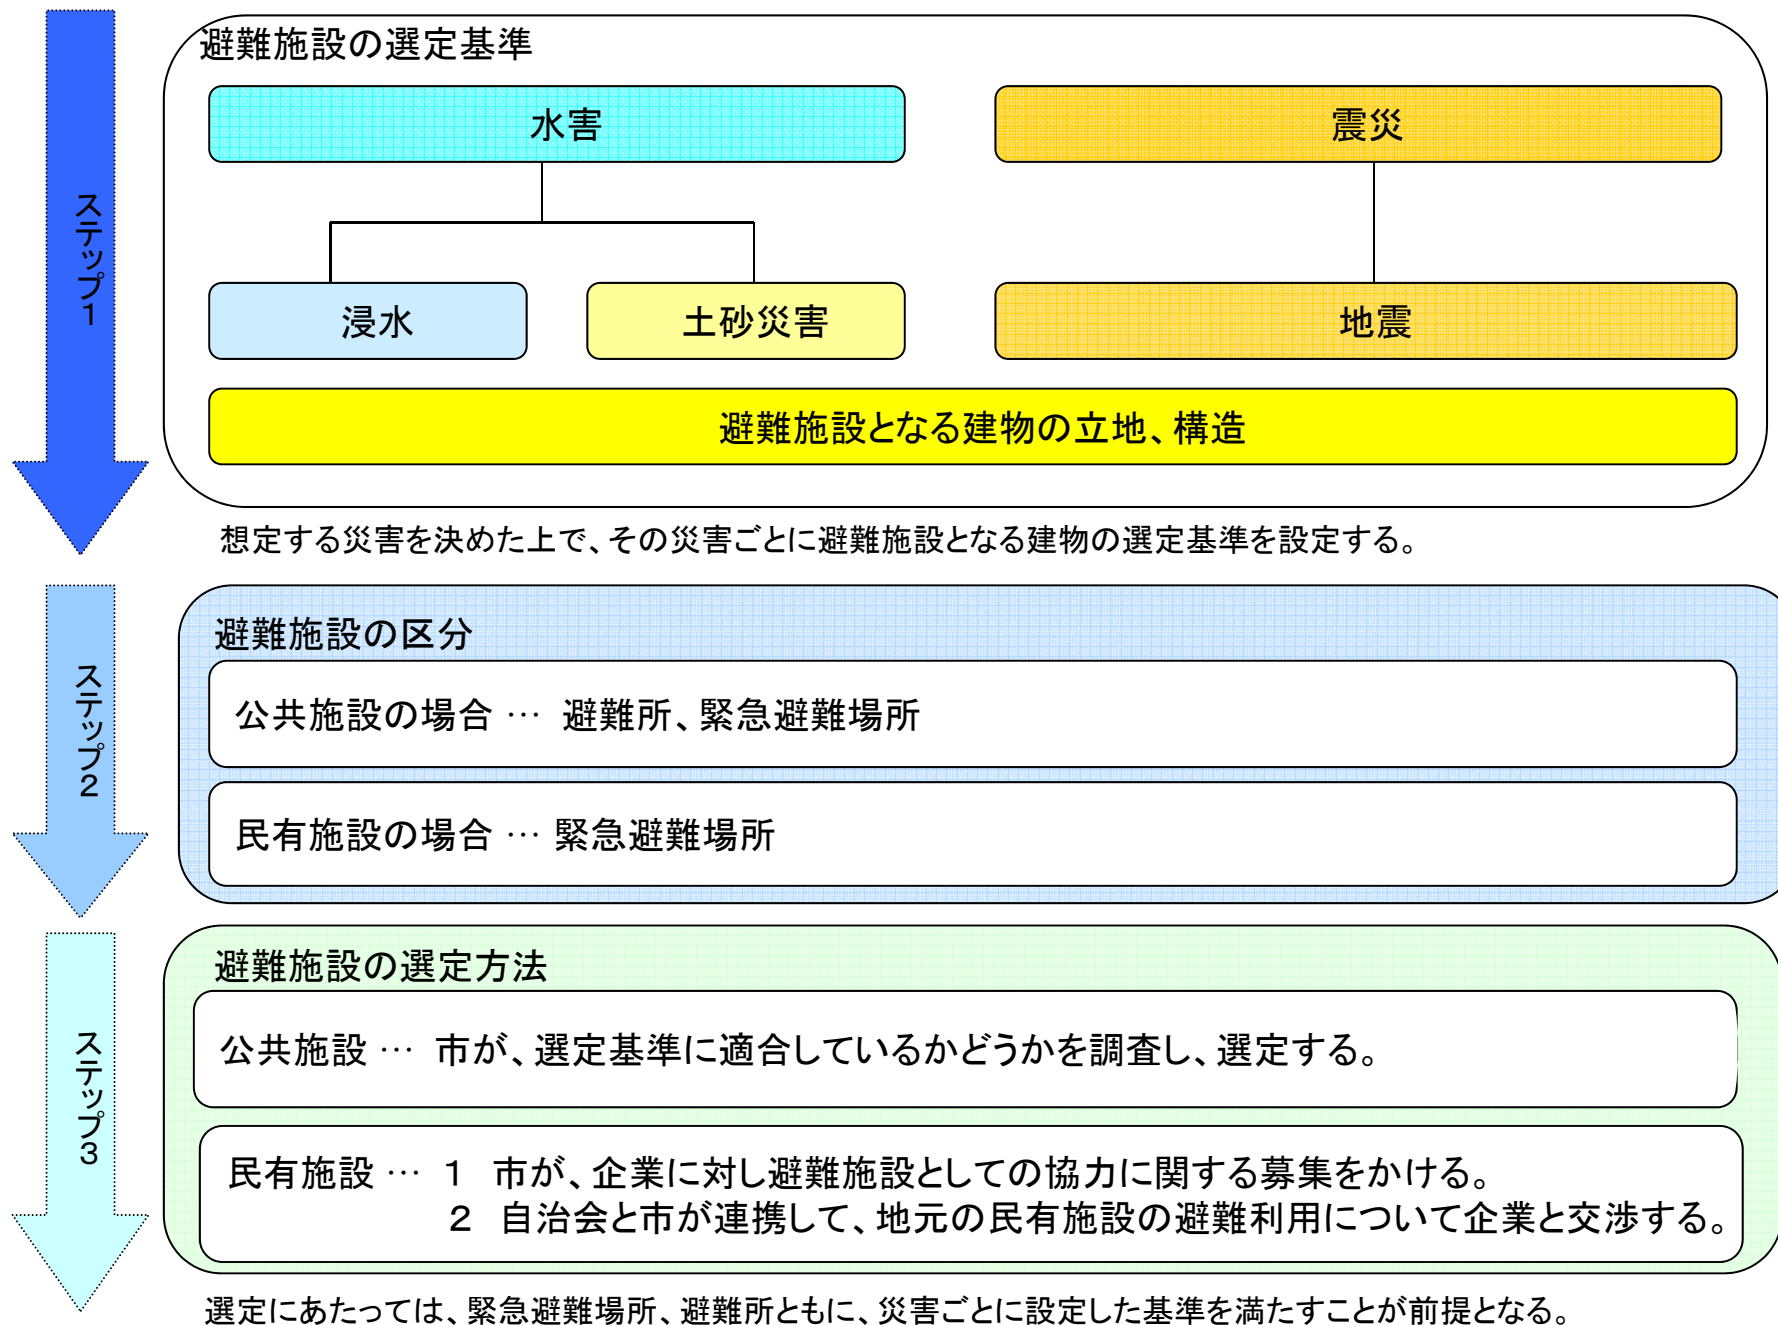 ステップ1
避難施設の選定基準
水害
震災
浸水
土砂災害
地震
避難施設となる建物の立地、構造
想定する災害を決めた上で、その災害ごとに避難施設となる建物の選定基準を設定する。
ステップ2
避難施設の区分
公共施設の場合 … 避難所、緊急避難場所
民有施設の場合 … 緊急避難場所
ステップ3
避難施設の選定方法
公共施設 … 市が、選定基準に適合しているかどうかを調査し、選定する。
民有施設 … 1 市が、企業に対し避難施設としての協力に関する募集をかける。
2 自治会と市が連携して、地元の民有施設の避難利用について企業と交渉する。
選定にあたっては、緊急避難場所、避難所ともに、災害ごとに設定した基準を満たすことが前提となる。